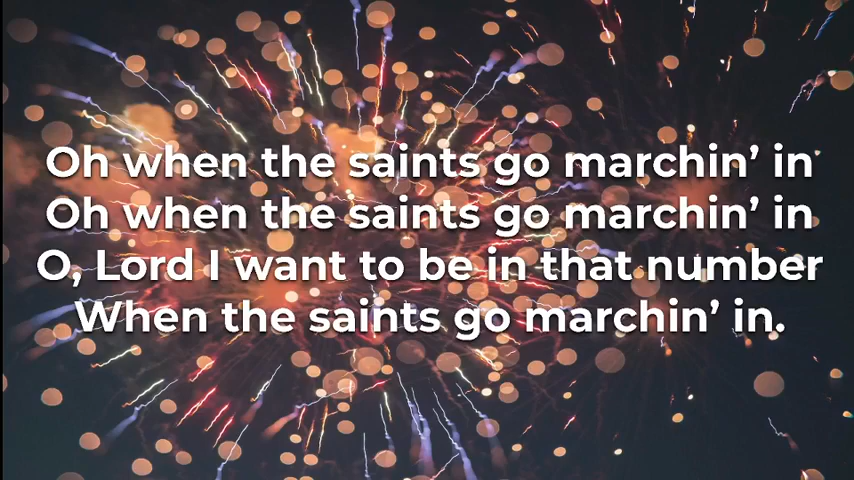 Oh when the saints go marchin’ in
Oh when the saints go marchin’ in
O, Lord I want to be in that number
When the saints go marchin’ in.